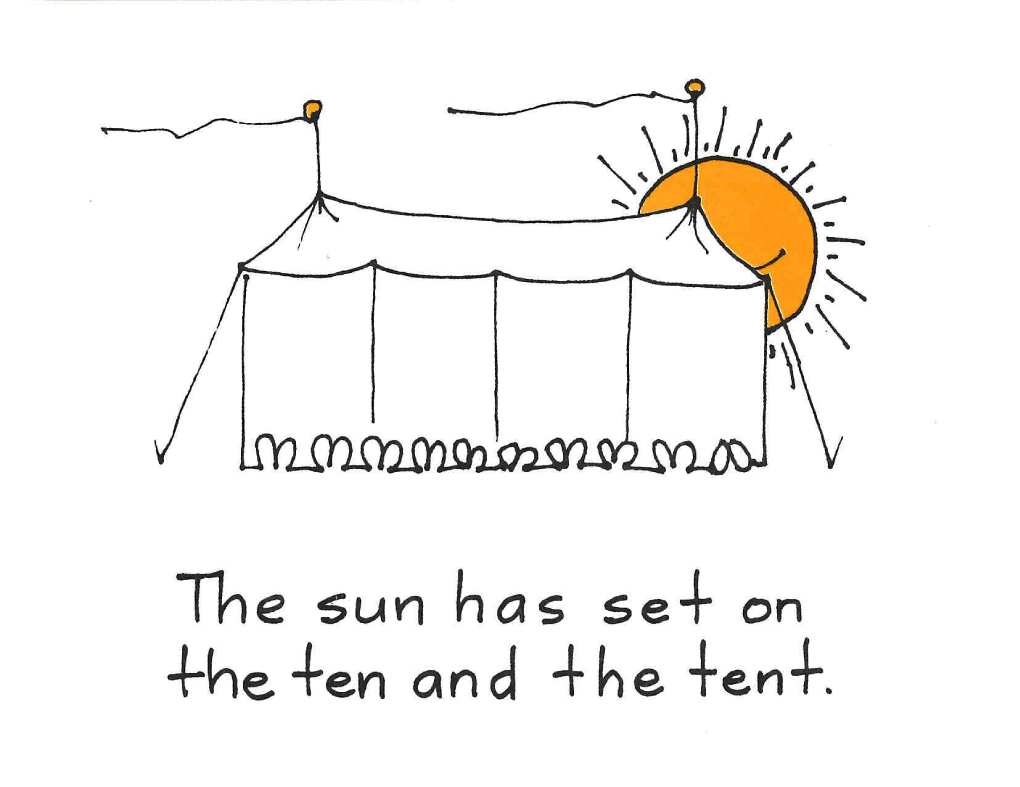 The sun has set on
the ten and the tent.